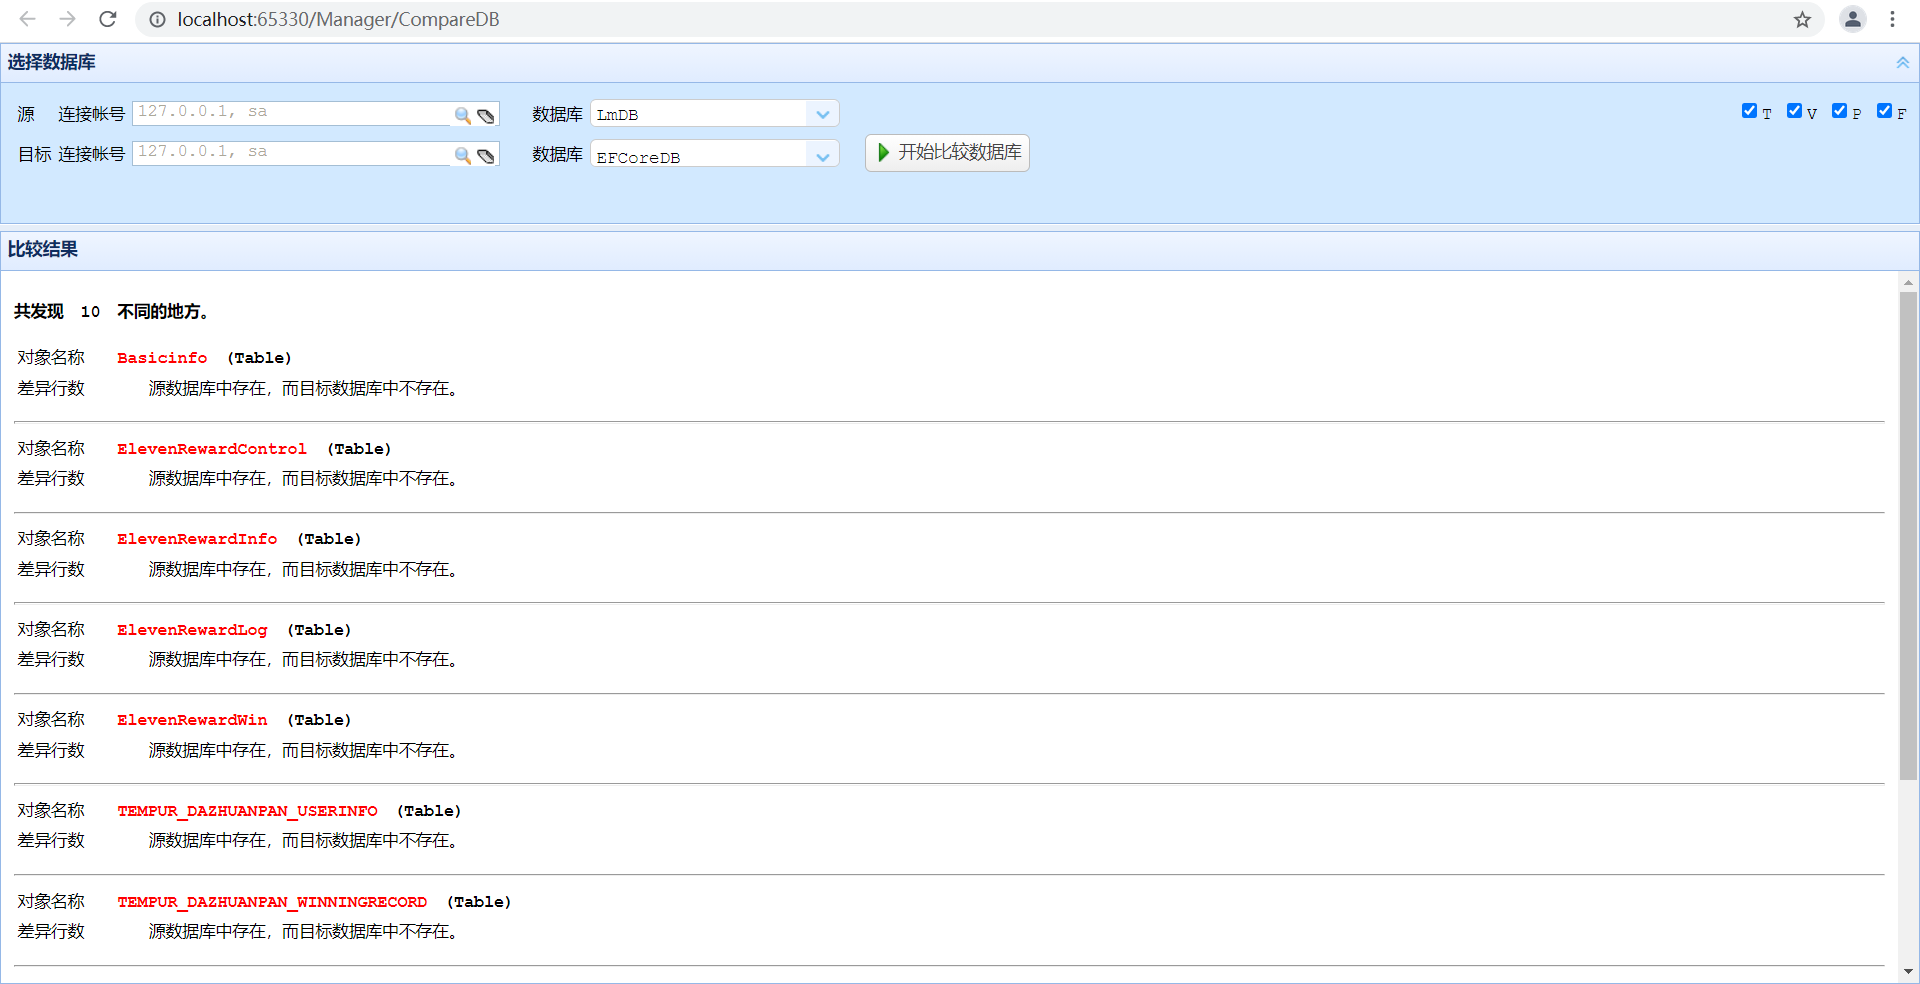 localhost:65330/Manager/CompareDB
选择数据库
源 连接帐号 127.0.0.1, sa 数据库 LmDB T V P F
目标 连接帐号 127.0.0.1, sa 数据库 EFCoreDB 开始比较数据库
比较结果
共发现 10 不同的地方。
对象名称 Basicinfo (Table)
差异行数 源数据库中存在，而目标数据库中不存在。
对象名称 ElevenRewardControl (Table)
差异行数 源数据库中存在，而目标数据库中不存在。
对象名称 ElevenRewardInfo (Table)
差异行数 源数据库中存在，而目标数据库中不存在。
对象名称 ElevenRewardLog (Table)
差异行数 源数据库中存在，而目标数据库中不存在。
对象名称 ElevenRewardWin (Table)
差异行数 源数据库中存在，而目标数据库中不存在。
对象名称 TEMPUR_DAZHUANPAN_USERINFO (Table)
差异行数 源数据库中存在，而目标数据库中不存在。
对象名称 TEMPUR_DAZHUANPAN_WINNINGRECORD (Table)
差异行数 源数据库中存在，而目标数据库中不存在。